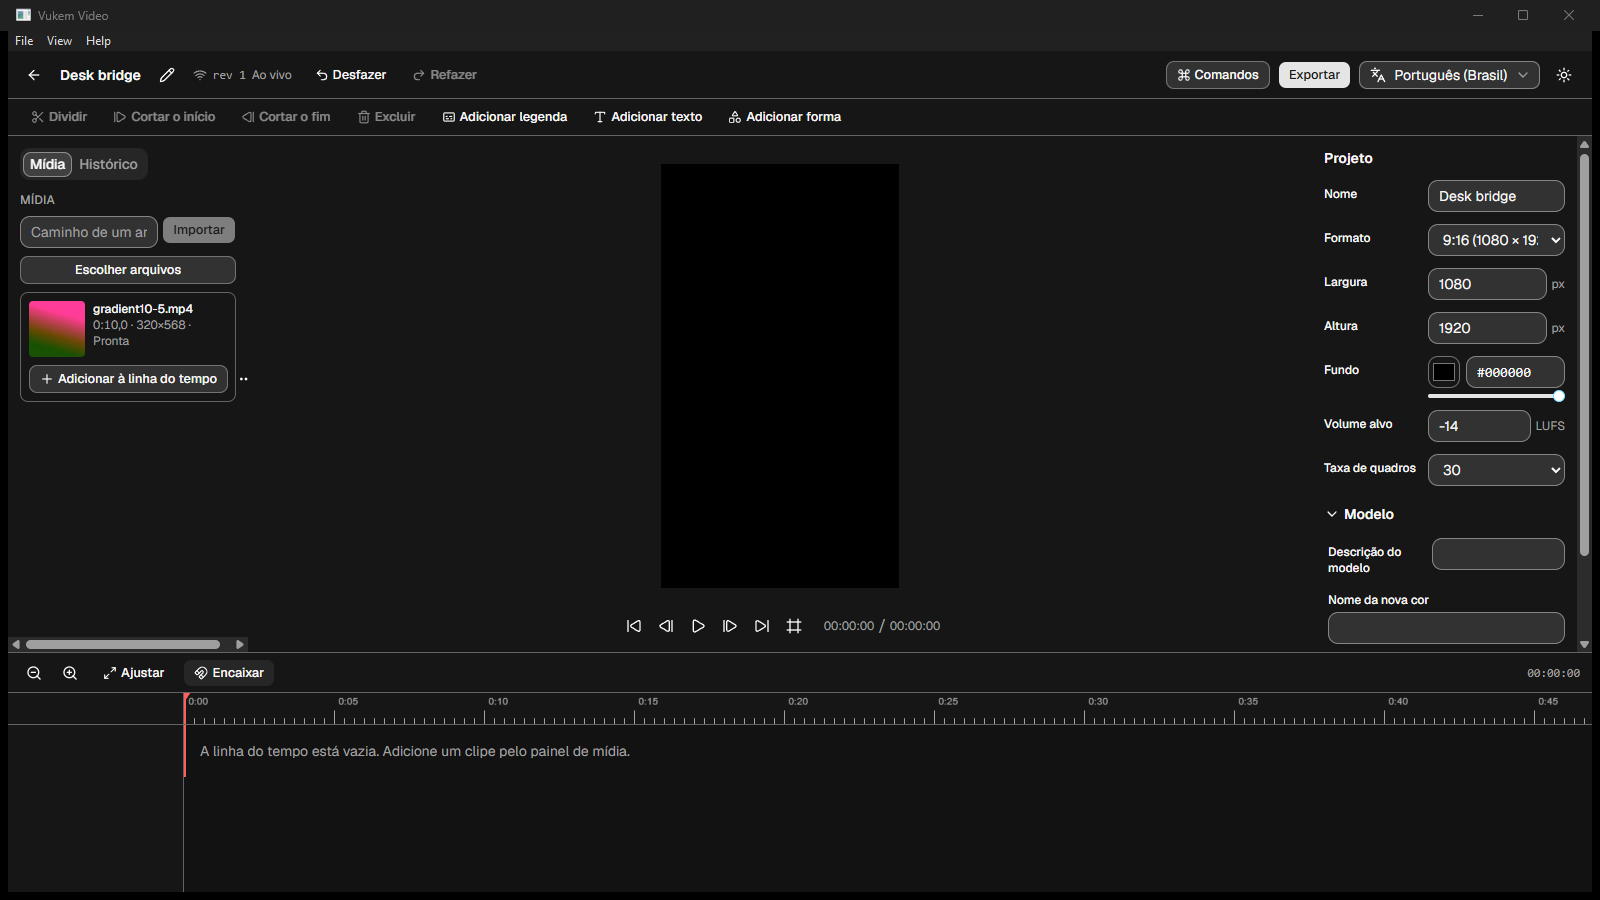 Vukem Video
File View Help
Desk bridge rev 1 Ao vivo Desfazer Refazer Comandos Exportar Português (Brasil)
Dividir Cortar o início Cortar o fim Excluir Adicionar legenda Adicionar texto Adicionar forma
Mídia Histórico
MÍDIA
Caminho de um ar Importar
Escolher arquivos
gradient10-5.mp4
0:10,0 · 320×568 ·
Pronta
Adicionar à linha do tempo
Projeto
Nome Desk bridge
Formato 9:16 (1080 × 19
Largura 1080 px
Altura 1920 px
Fundo #000000
Volume alvo -14 LUFS
Taxa de quadros 30
Modelo
Descrição do
modelo
Nome da nova cor
00:00:00 / 00:00:00
Ajustar Encaixar 00:00:00
0:00 0:05 0:10 0:15 0:20 0:25 0:30 0:35 0:40 0:45
A linha do tempo está vazia. Adicione um clipe pelo painel de mídia.